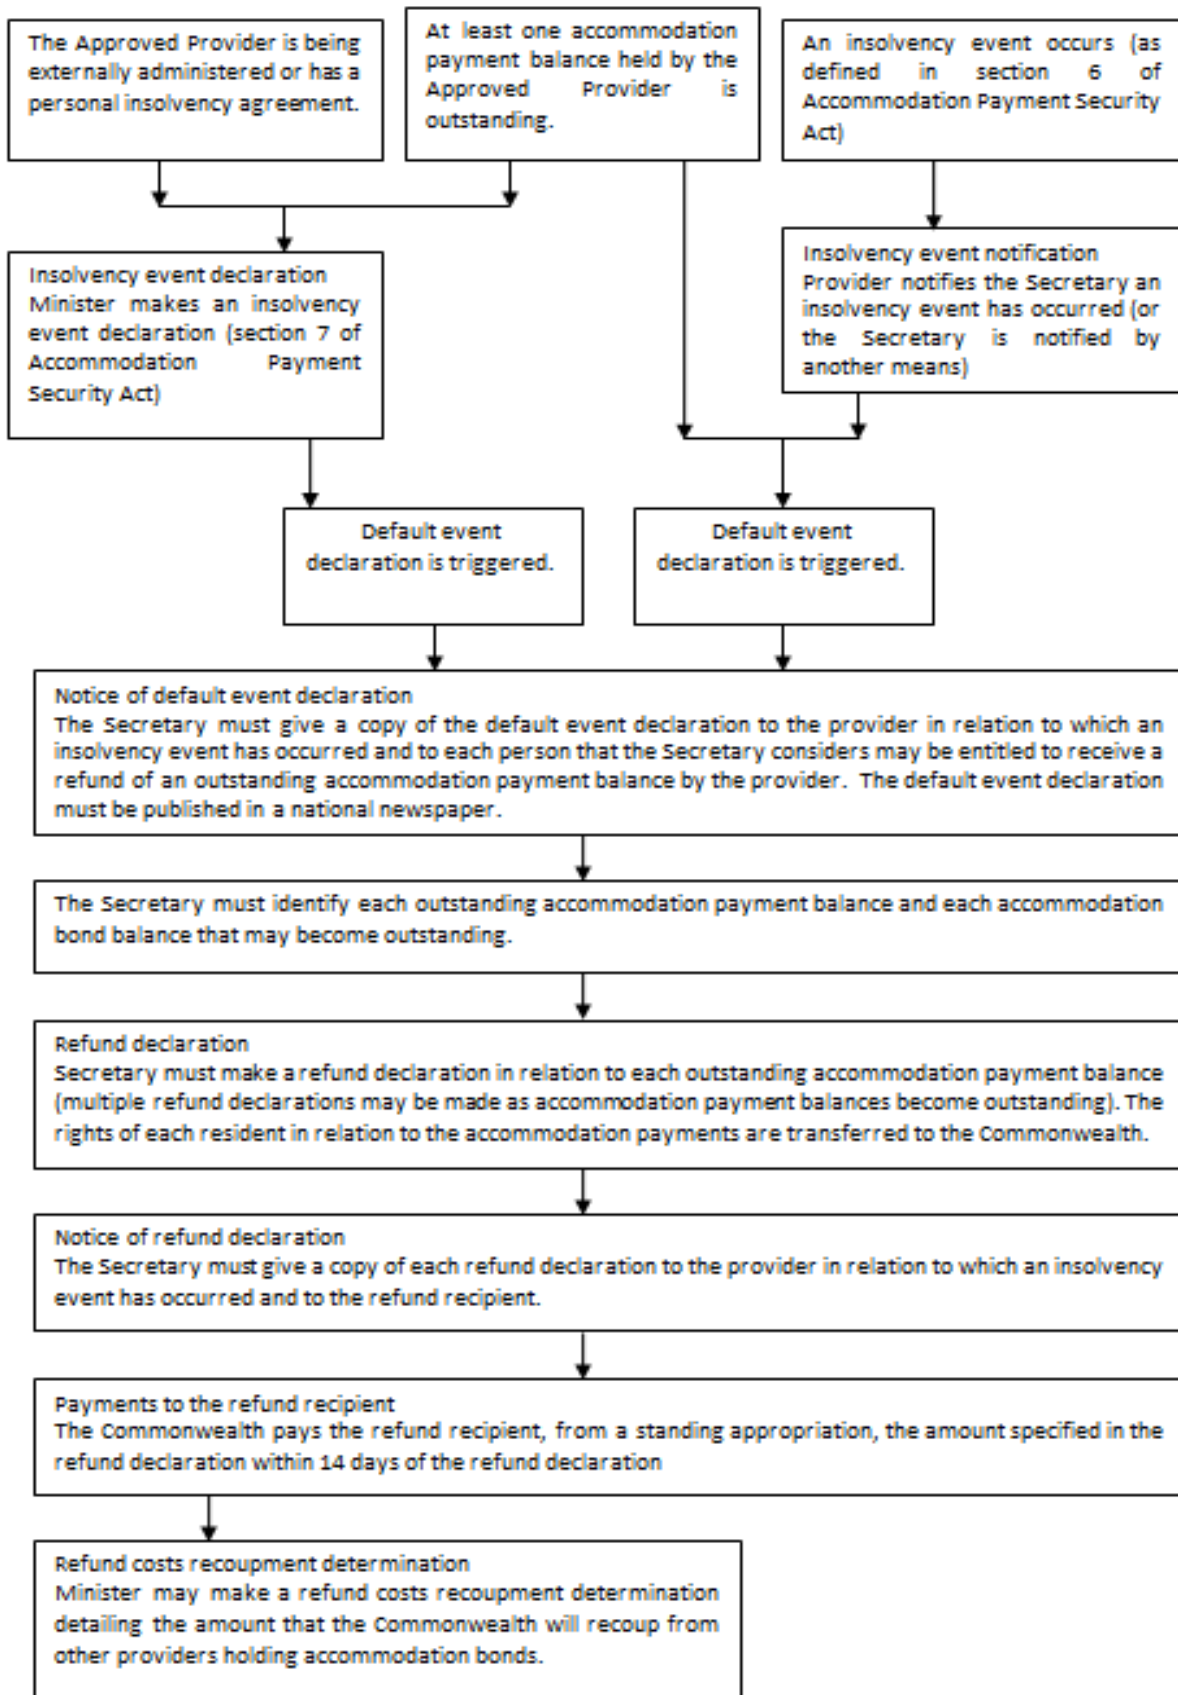 The Approved Provider is being
externally administered or has a
personal insolvency agreement.
At least one accommodation
payment balance held by the
Approved Provider is
outstanding.
An insolvency event occurs (as
defined in section 6 of
Accommodation Payment Security
Act)
Insolvency event declaration
Minister makes an insolvency
event declaration (section 7 of
Accommodation Payment
Security Act)
Insolvency event notification
Provider notifies the Secretary an
insolvency event has occurred (or
the Secretary is notified by
another means)
Default event
declaration is triggered.
Default event
declaration is triggered.
Notice of default event declaration
The Secretary must give a copy of the default event declaration to the provider in relation to which an
insolvency event has occurred and to each person that the Secretary considers may be entitled to receive a
refund of an outstanding accommodation payment balance by the provider. The default event declaration
must be published in a national newspaper.
The Secretary must identify each outstanding accommodation payment balance and each accommodation
bond balance that may become outstanding.
Refund declaration
Secretary must make a refund declaration in relation to each outstanding accommodation payment balance
(multiple refund declarations may be made as accommodation payment balances become outstanding). The
rights of each resident in relation to the accommodation payments are transferred to the Commonwealth.
Notice of refund declaration
The Secretary must give a copy of each refund declaration to the provider in relation to which an insolvency
event has occurred and to the refund recipient.
Payments to the refund recipient
The Commonwealth pays the refund recipient, from a standing appropriation, the amount specified in the
refund declaration within 14 days of the refund declaration
Refund costs recoupment determination
Minister may make a refund costs recoupment determination
detailing the amount that the Commonwealth will recoup from
other providers holding accommodation bonds.